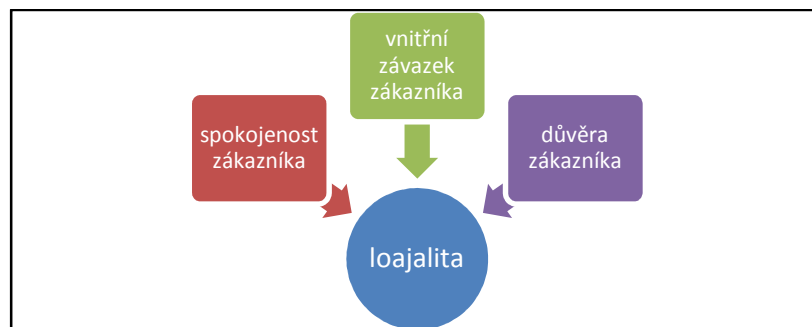 vnitřní
závazek
zákazníka
spokojenost
zákazníka
důvěra
zákazníka
loajalita